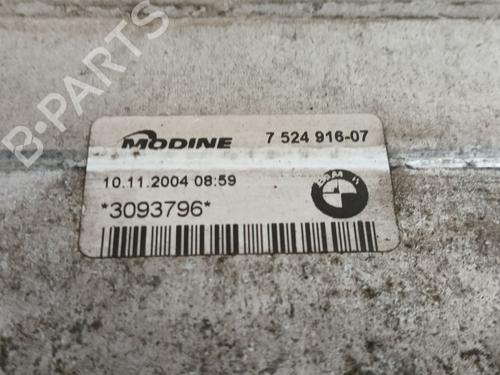 B-PARTS
MODINE 7 524 916-07
10.11.2004 08:59
*3093796*
BMW